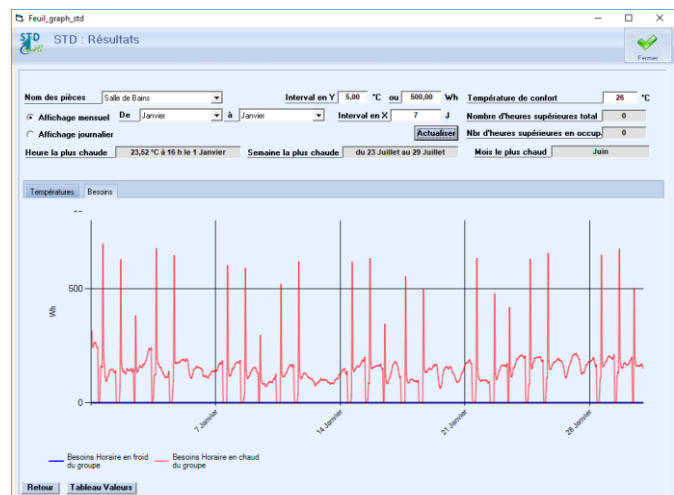 Feuil_graph_std
STD : Résultats
Fermer
Nom des pièces Salle de Bains Interval en Y 5,00 °C ou 500,00 Wh Température de confort 26 °C
Affichage mensuel De Janvier à Janvier Interval en X 7 J Nombre d'heures supérieures total 0
Affichage journalier Actualiser Nbr d'heures supérieures en occup. 0
Heure la plus chaude 23,52 °C à 16 h le 1 Janvier Semaine la plus chaude du 23 Juillet au 29 Juillet Mois le plus chaud Juin
Températures Besoins
500
Wh
0
7 Janvier 14 Janvier 21 Janvier 28 Janvier
Besoins Horaire en froid Besoins Horaire en chaud
du groupe du groupe
Retour Tableau Valeurs